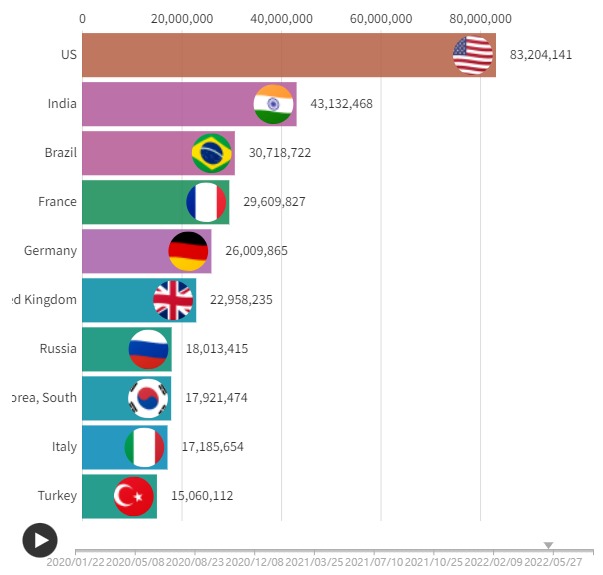 0 20,000,000 40,000,000 60,000,000 80,000,000
US 83,204,141
India 43,132,468
Brazil 30,718,722
France 29,609,827
Germany 26,009,865
ed Kingdom 22,958,235
Russia 18,013,415
orea, South 17,921,474
Italy 17,185,654
Turkey 15,060,112
2020/01/22 2020/05/08 2020/08/23 2020/12/08 2021/03/25 2021/07/10 2021/10/25 2022/02/09 2022/05/27